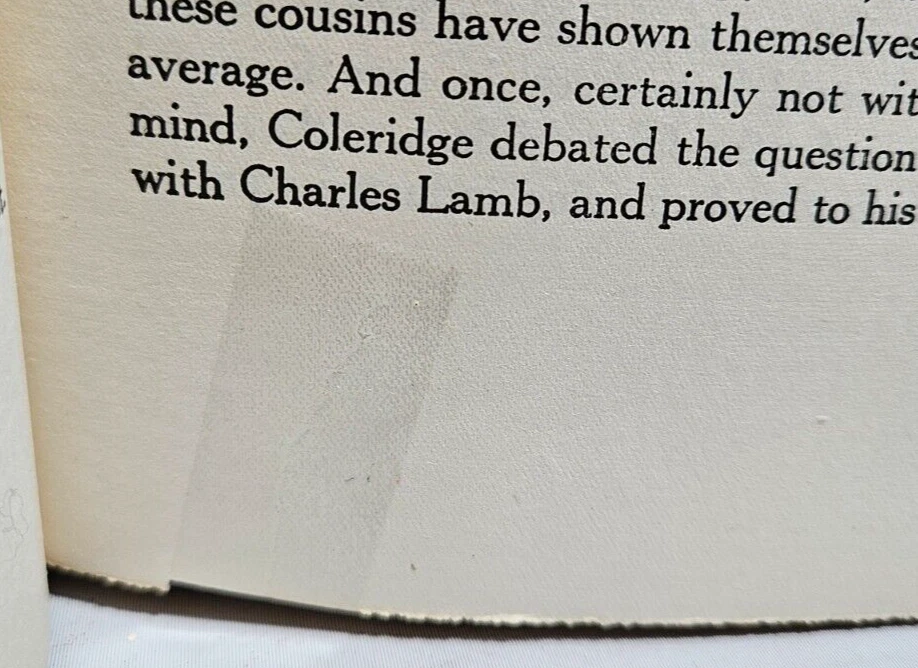 these cousins have shown themselves
average. And once, certainly not wit
mind, Coleridge debated the question
with Charles Lamb, and proved to his